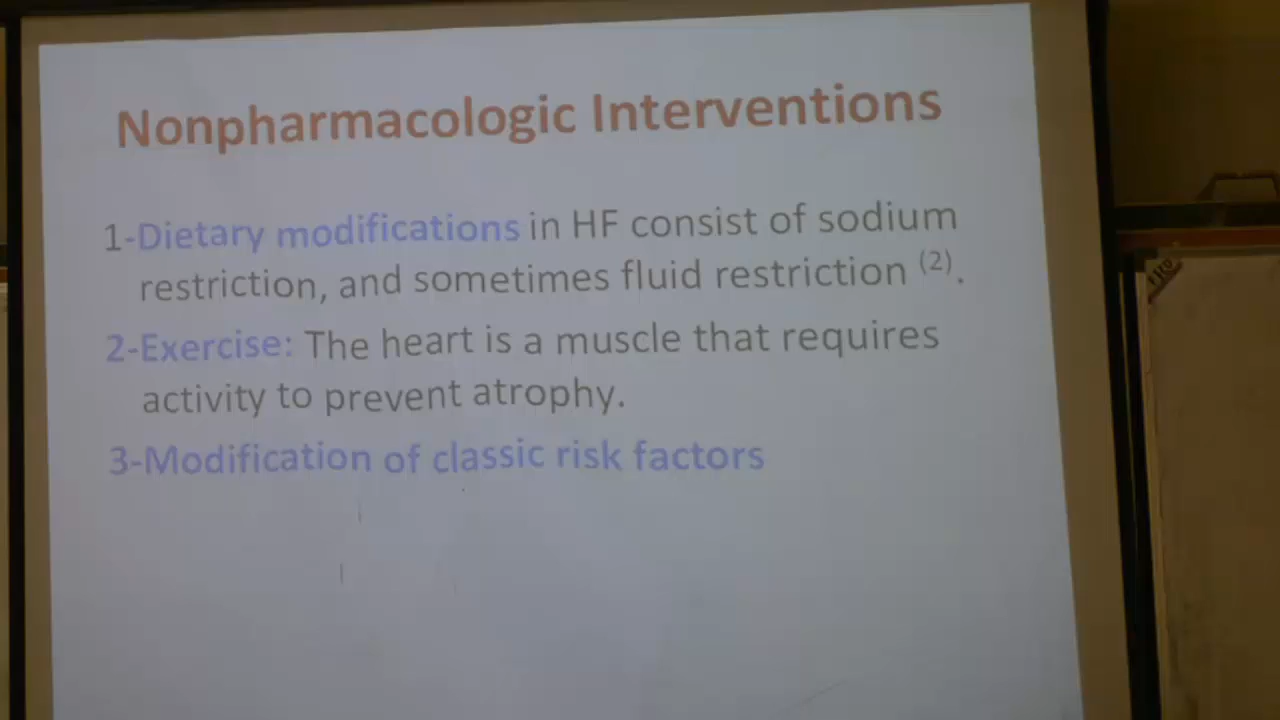 Nonpharmacologic Interventions
1-Dietary modifications in HF consist of sodium
restriction, and sometimes fluid restriction (2).
2-Exercise: The heart is a muscle that requires
activity to prevent atrophy.
3-Modification of classic risk factors